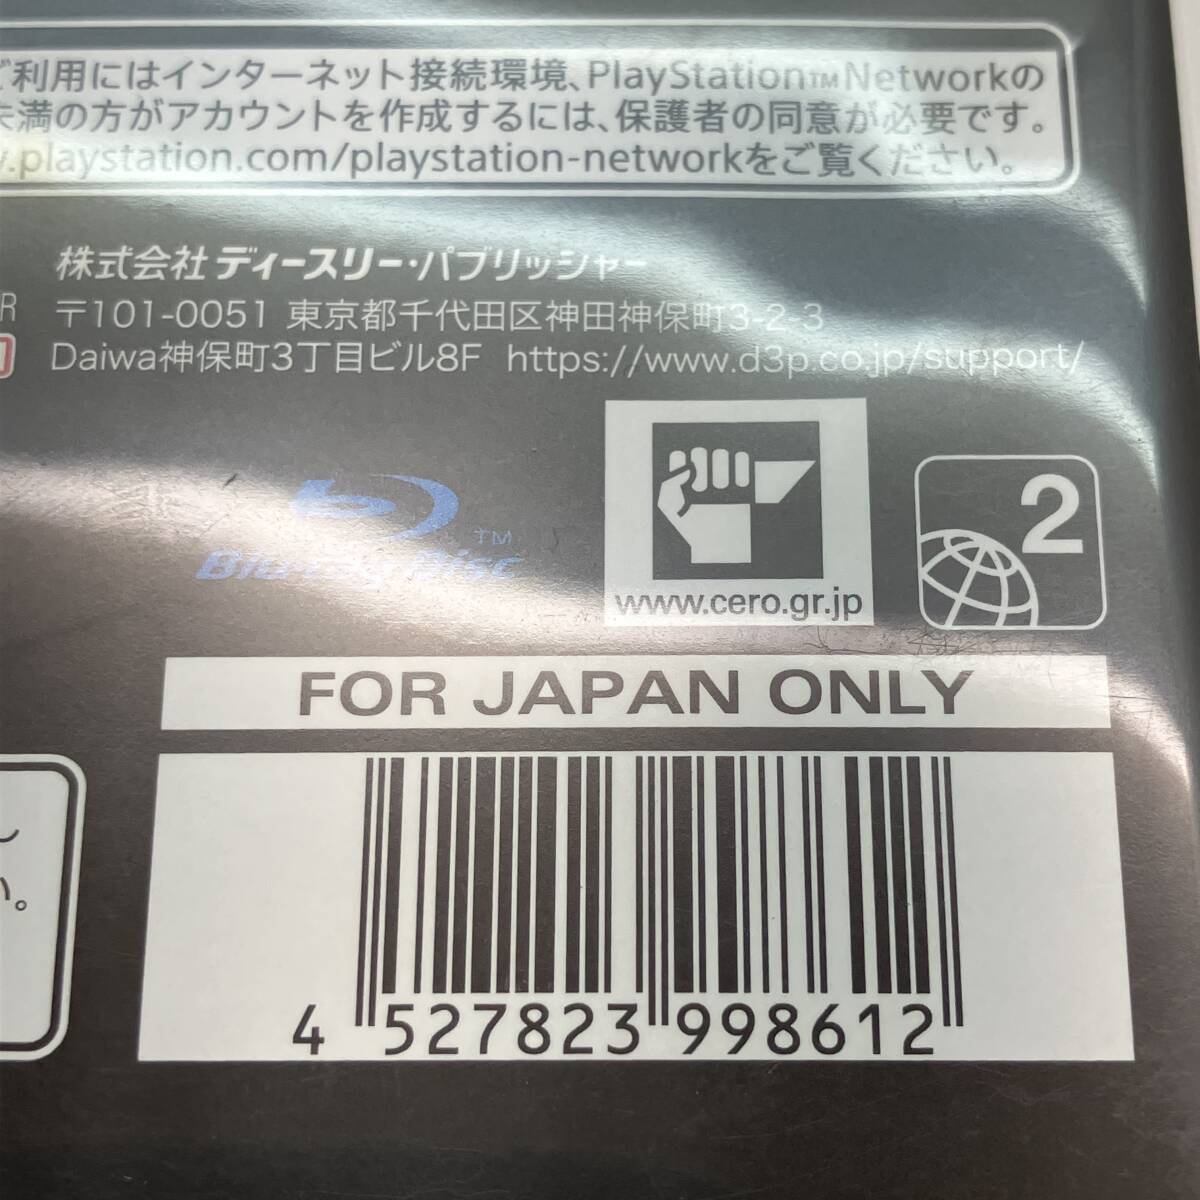 ご利用にはインターネット接続環境、PlayStation™Networkの
未満の方がアカウントを作成するには、保護者の同意が必要です。
.playstation.com/playstation-networkをご覧ください。
株式会社ディースリー・パブリッシャー
R 〒101-0051 東京都千代田区神田神保町3-2-3
Daiwa神保町3丁目ビル8F https://www.d3p.co.jp/support/
Blu-ray Disc™
www.cero.gr.jp
2
FOR JAPAN ONLY
し
い。
4 527823 998612